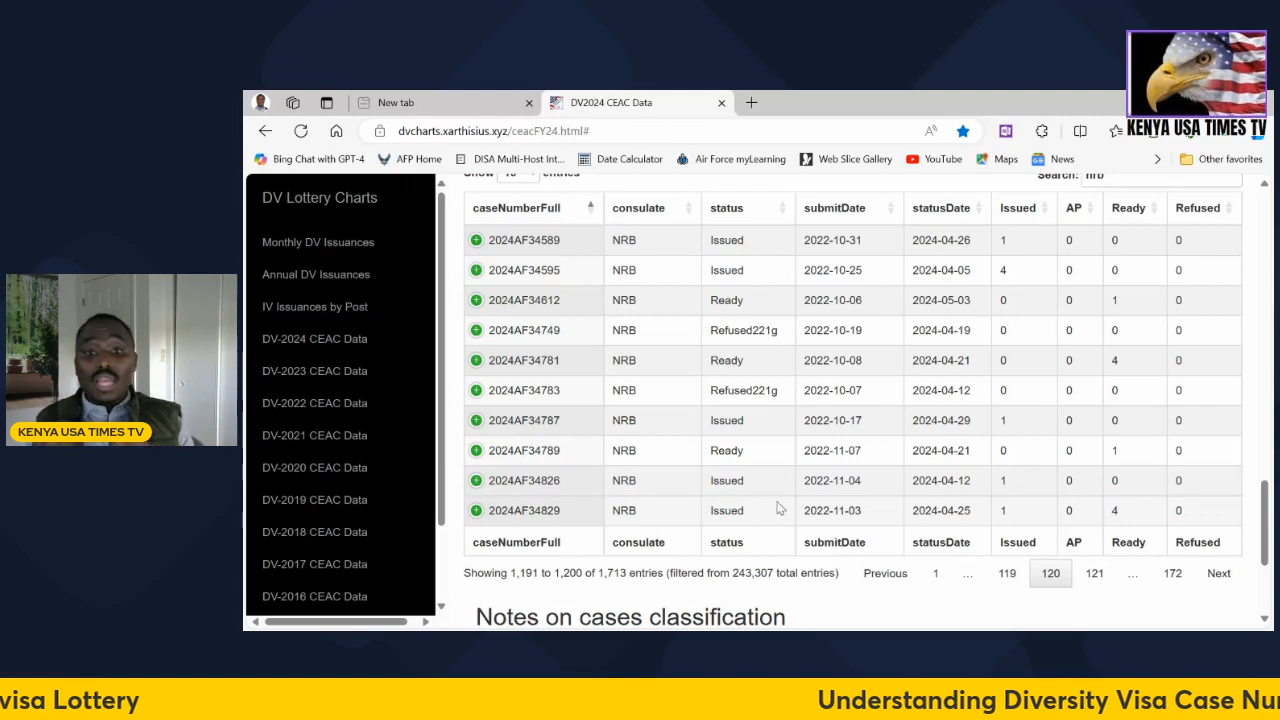 KENYA USA TIMES TV
New tab
DV2024 CEAC Data
dvcharts.xarthisius.xyz/ceacFY24.html#
Bing Chat with GPT-4 AFP Home DISA Multi-Host Int... Date Calculator Air Force myLearning Web Slice Gallery YouTube Maps News Other favorites
DV Lottery Charts
Monthly DV Issuances
Annual DV Issuances
IV Issuances by Post
DV-2024 CEAC Data
DV-2023 CEAC Data
DV-2022 CEAC Data
DV-2021 CEAC Data
DV-2020 CEAC Data
DV-2019 CEAC Data
DV-2018 CEAC Data
DV-2017 CEAC Data
DV-2016 CEAC Data
Show 10 entries Search: nrb
caseNumberFull consulate status submitDate statusDate Issued AP Ready Refused
2024AF34589 NRB Issued 2022-10-31 2024-04-26 1 0 0 0
2024AF34595 NRB Issued 2022-10-25 2024-04-05 4 0 0 0
2024AF34612 NRB Ready 2022-10-06 2024-05-03 0 0 1 0
2024AF34749 NRB Refused221g 2022-10-19 2024-04-19 0 0 0 0
2024AF34781 NRB Ready 2022-10-08 2024-04-21 0 0 4 0
2024AF34783 NRB Refused221g 2022-10-07 2024-04-12 0 0 0 0
2024AF34787 NRB Issued 2022-10-17 2024-04-29 1 0 0 0
2024AF34789 NRB Ready 2022-11-07 2024-04-21 0 0 1 0
2024AF34826 NRB Issued 2022-11-04 2024-04-12 1 0 0 0
2024AF34829 NRB Issued 2022-11-03 2024-04-25 1 0 4 0
caseNumberFull consulate status submitDate statusDate Issued AP Ready Refused
Showing 1,191 to 1,200 of 1,713 entries (filtered from 243,307 total entries) Previous 1 ... 119 120 121 ... 172 Next
Notes on cases classification
KENYA USA TIMES TV
visa Lottery Understanding Diversity Visa Case Nu